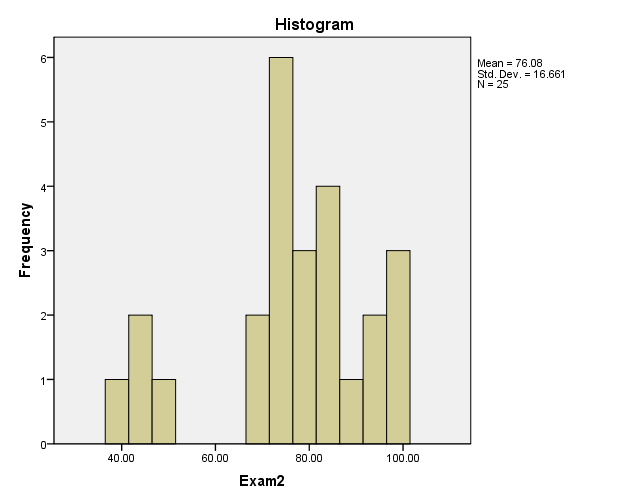 Histogram
Mean = 76.08
Std. Dev. = 16.661
N = 25
6
5
4
3
2
1
0
Frequency
40.00 60.00 80.00 100.00
Exam2